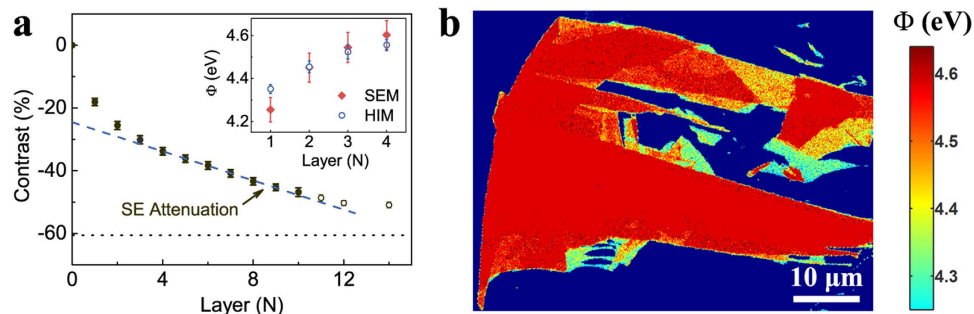 a
Contrast (%)
0
-20
-40
-60
0
4
8
12
Layer (N)
SE Attenuation
Φ (eV)
4.6
4.4
4.2
1
2
3
4
Layer (N)
SEM
HIM
b
10 μm
Φ (eV)
4.6
4.5
4.4
4.3